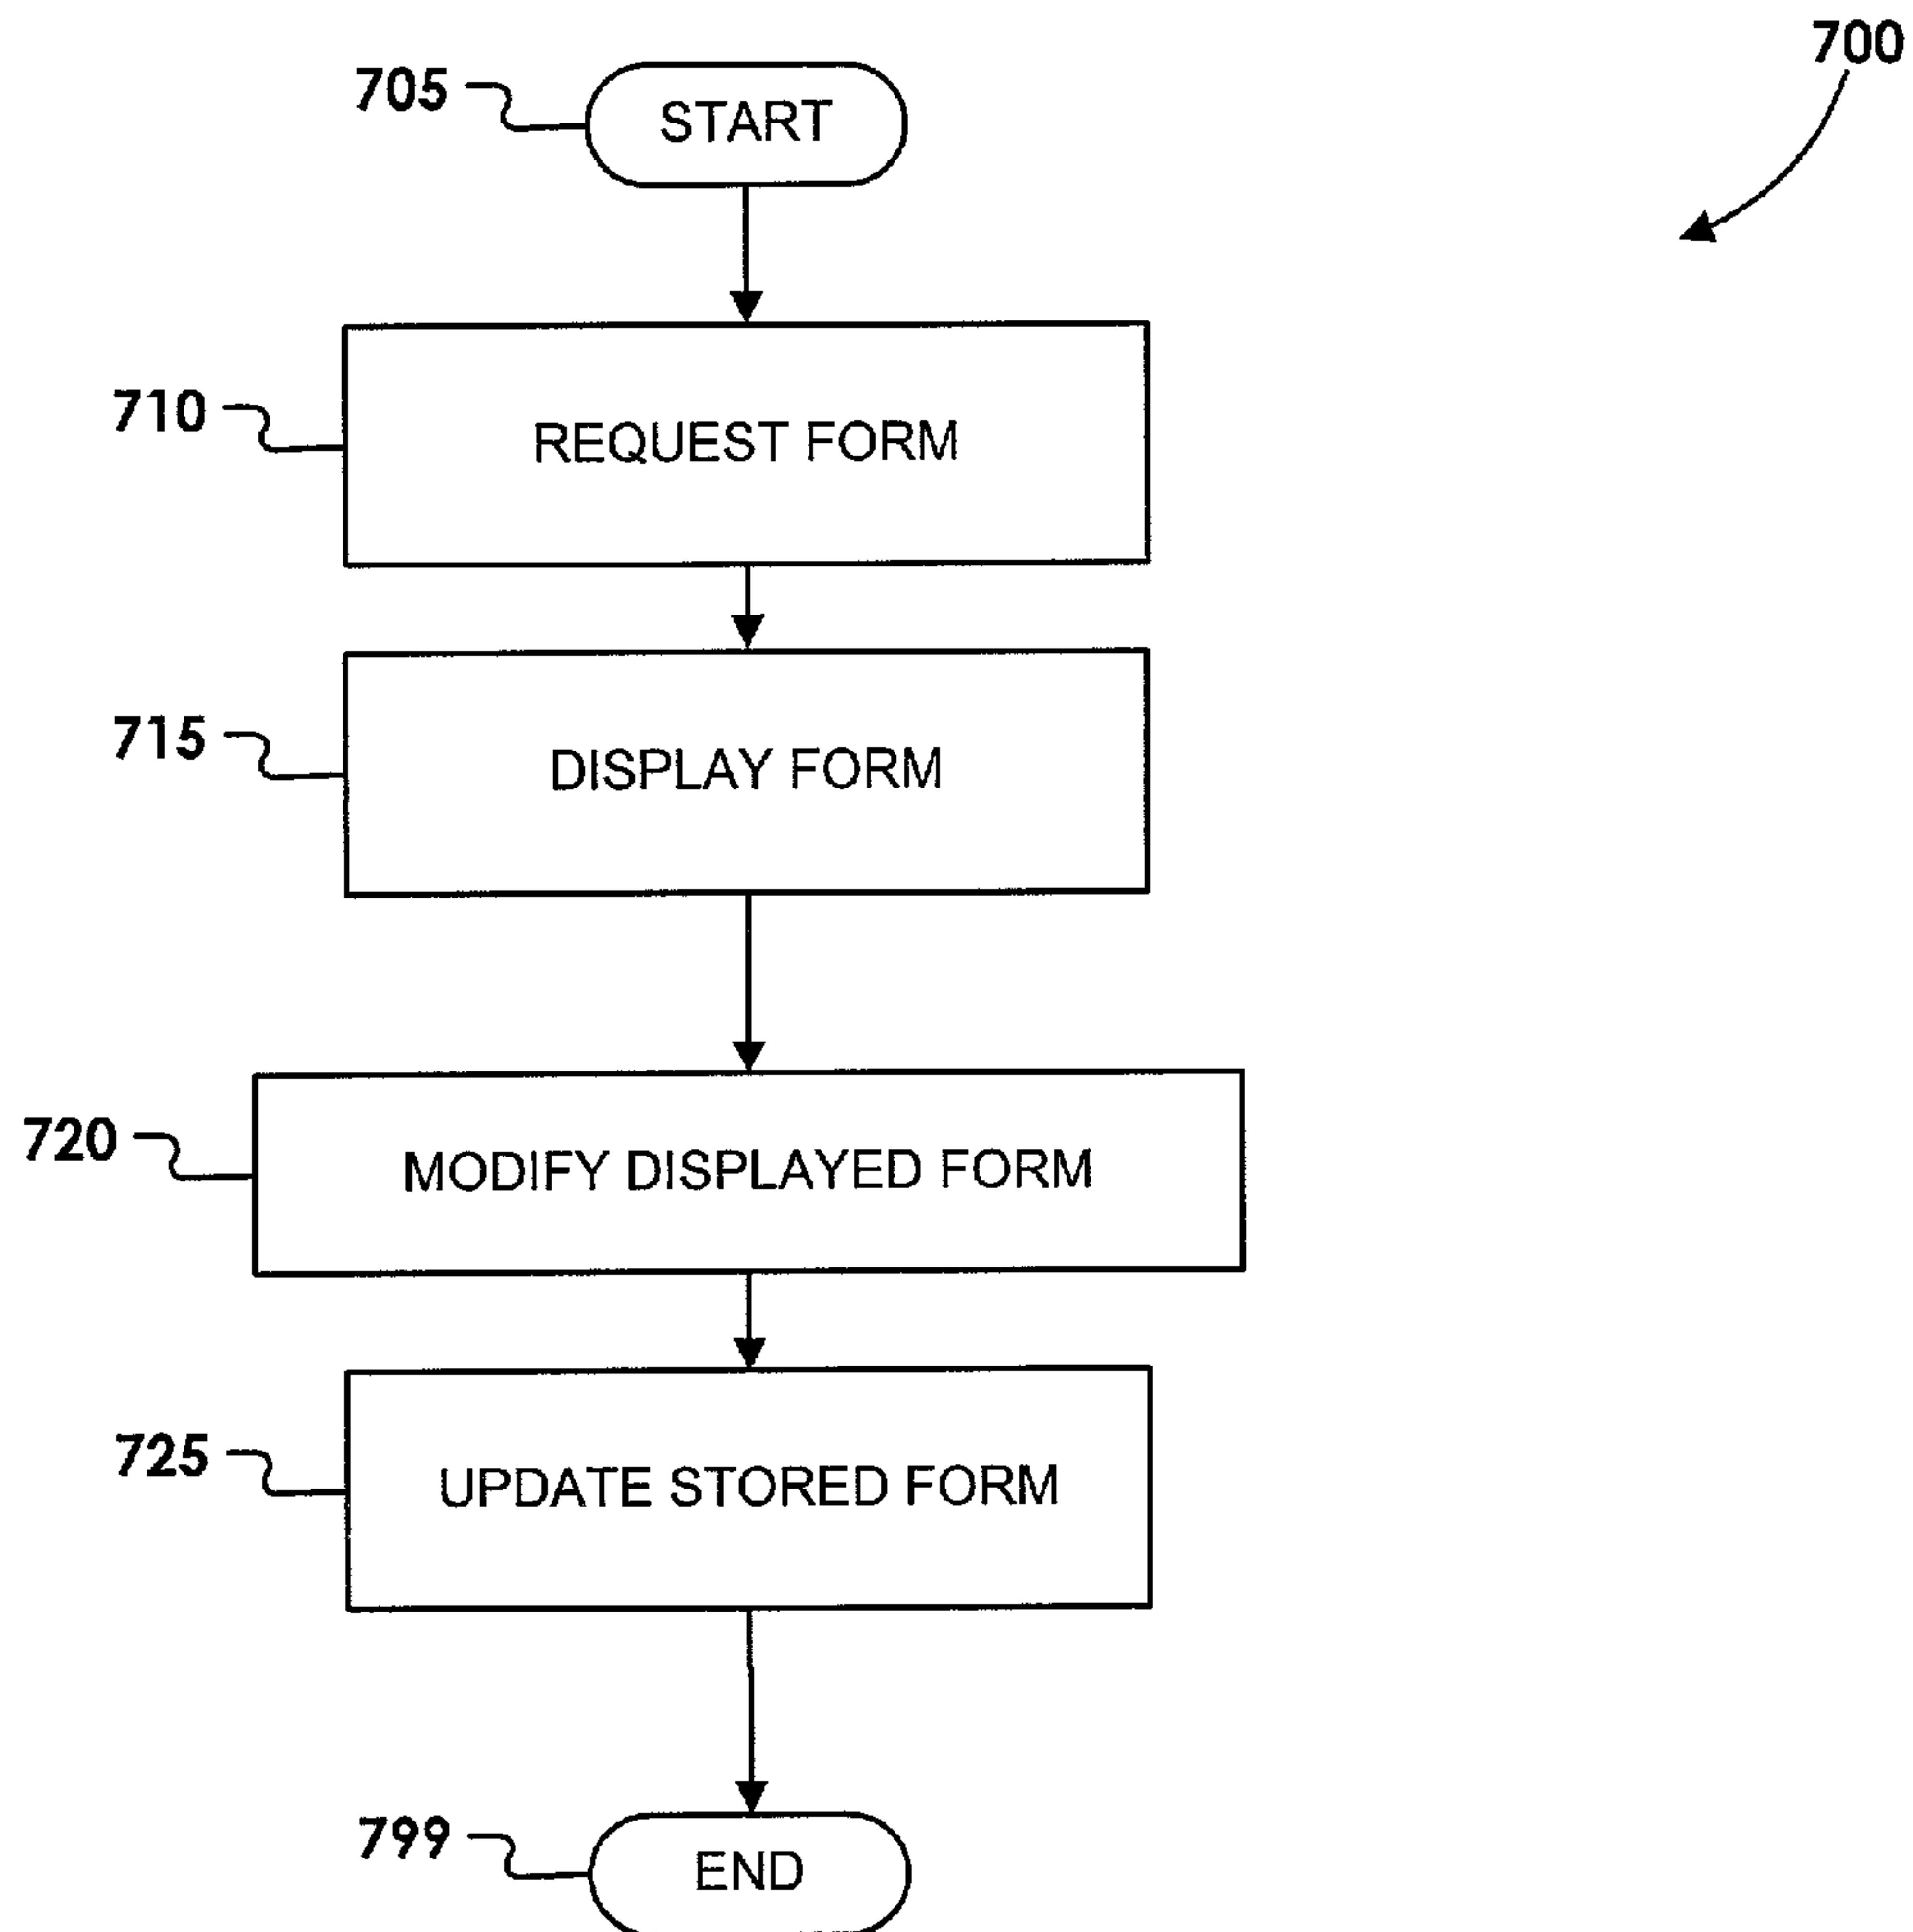 700
705
START
710
REQUEST FORM
715
DISPLAY FORM
720
MODIFY DISPLAYED FORM
725
UPDATE STORED FORM
799
END